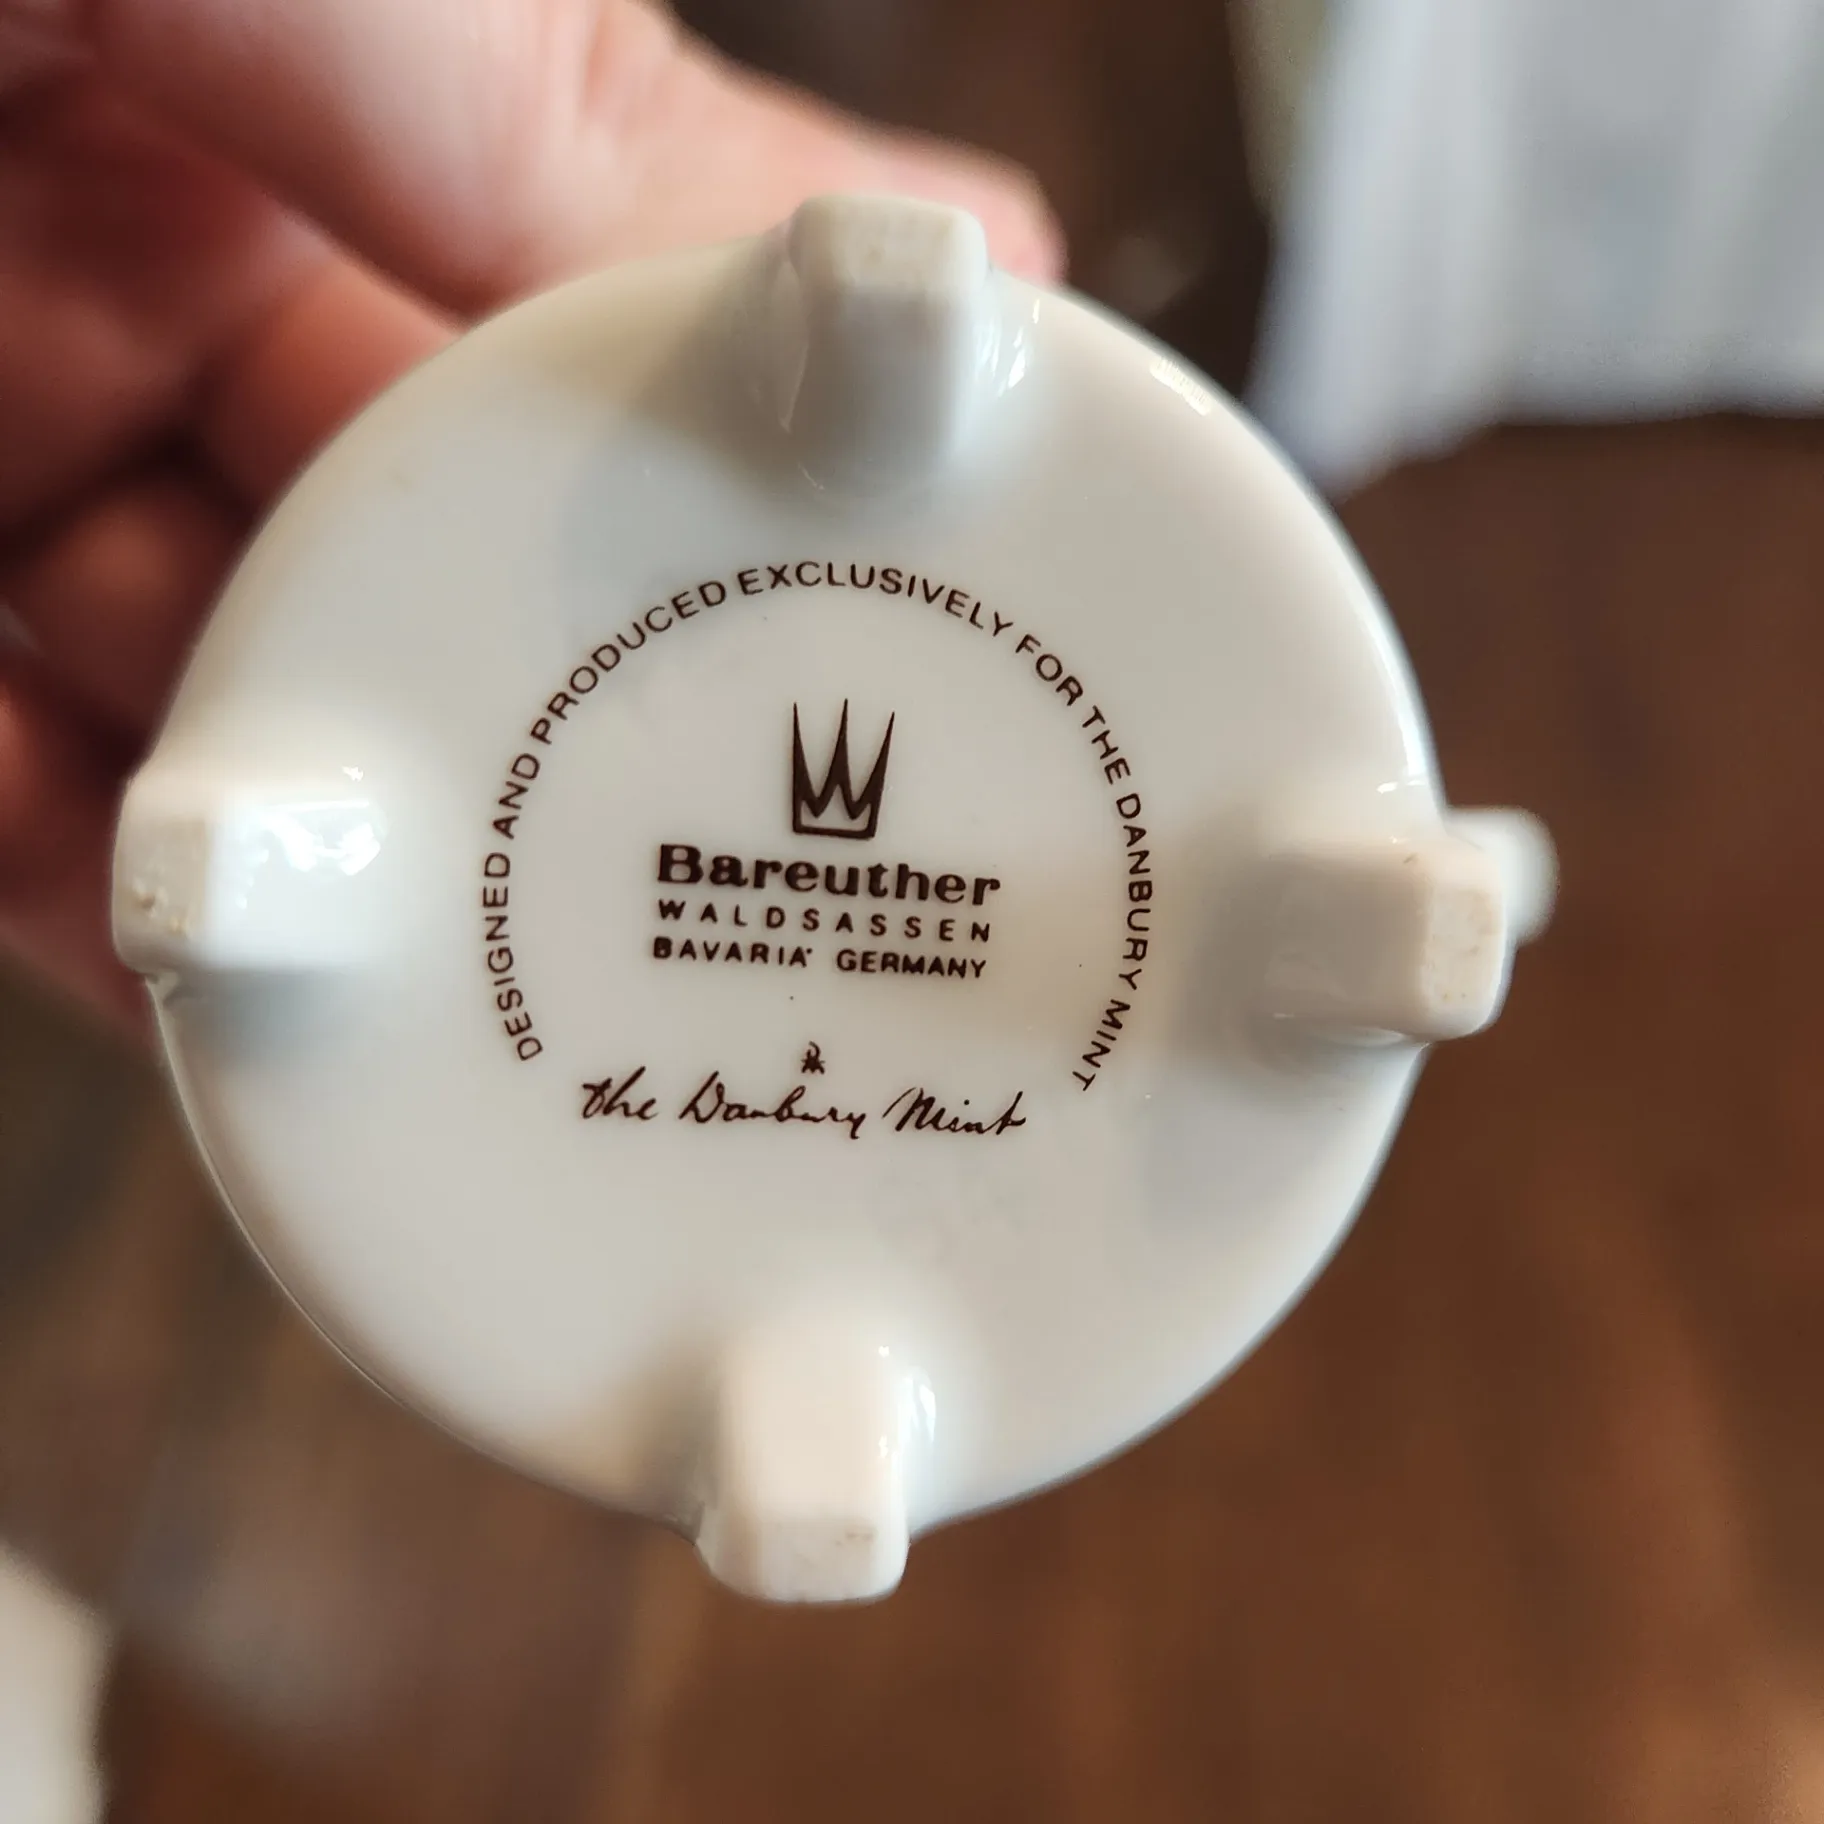 DESIGNED AND PRODUCED EXCLUSIVELY FOR THE DANBURY MINT
Bareuther
WALDSASSEN
BAVARIA GERMANY
the Danbury Mint